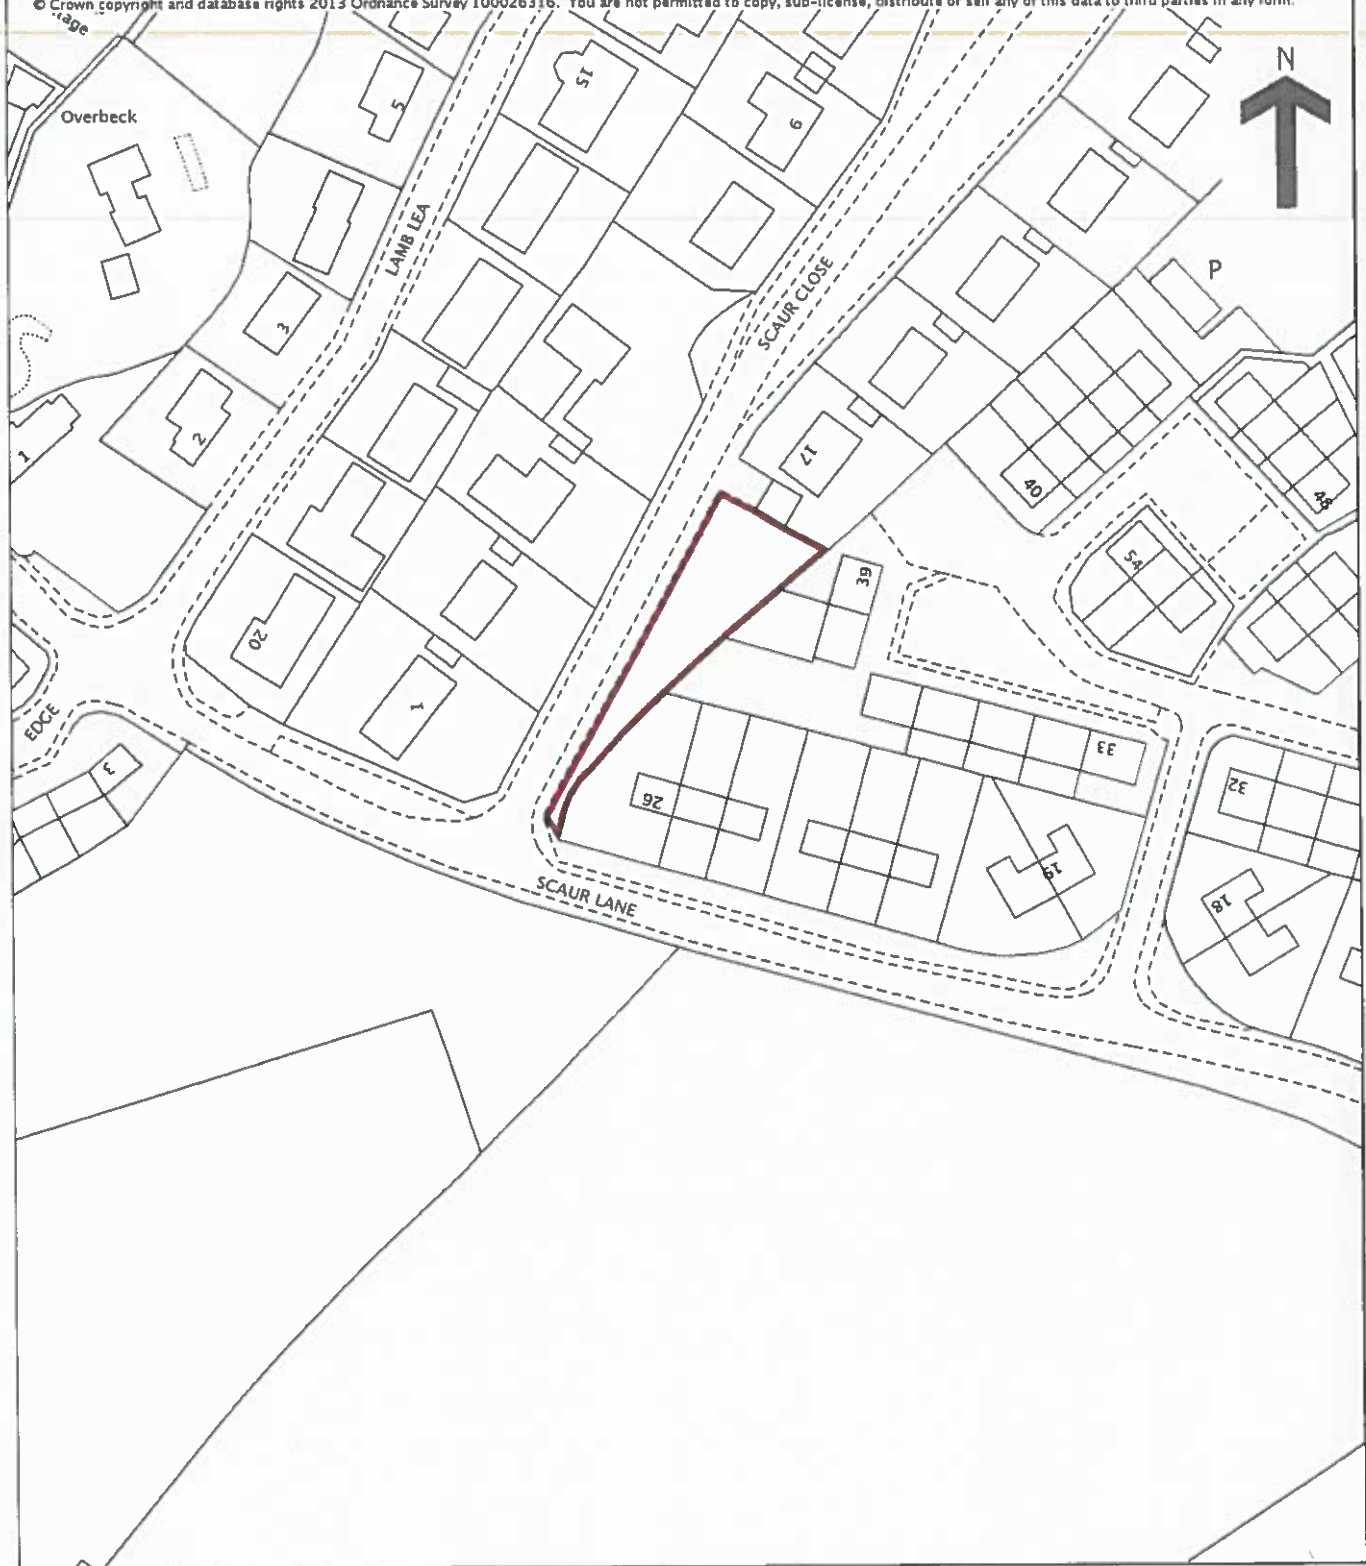 © Crown copyright and database rights 2013 Ordnance Survey 100026316. You are not permitted to copy, sub-license, distribute or sell any of this data to third parties in any form.
N
Overbeck
5
15
6
LAMB LEA
SCAUR CLOSE
P
3
2
1
17
40
48
54
39
20
1
EDGE
3
26
33
32
19
18
SCAUR LANE